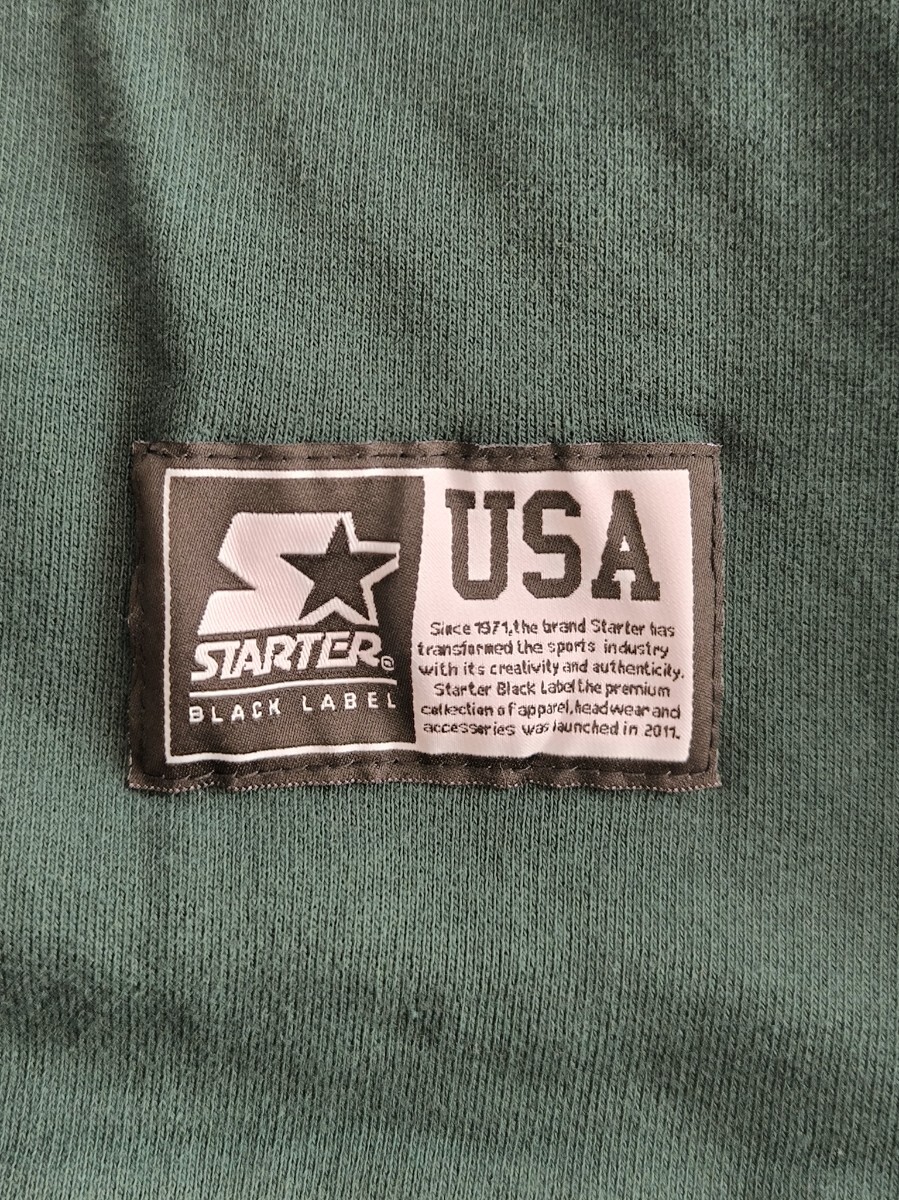 STARTER®
BLACK LABEL
USA
Since 1971, the brand Starter has
transformed the sports industry
with its creativity and authenticity.
Starter Black Label the premium
collection of apparel, headwear and
accessories was launched in 2011.